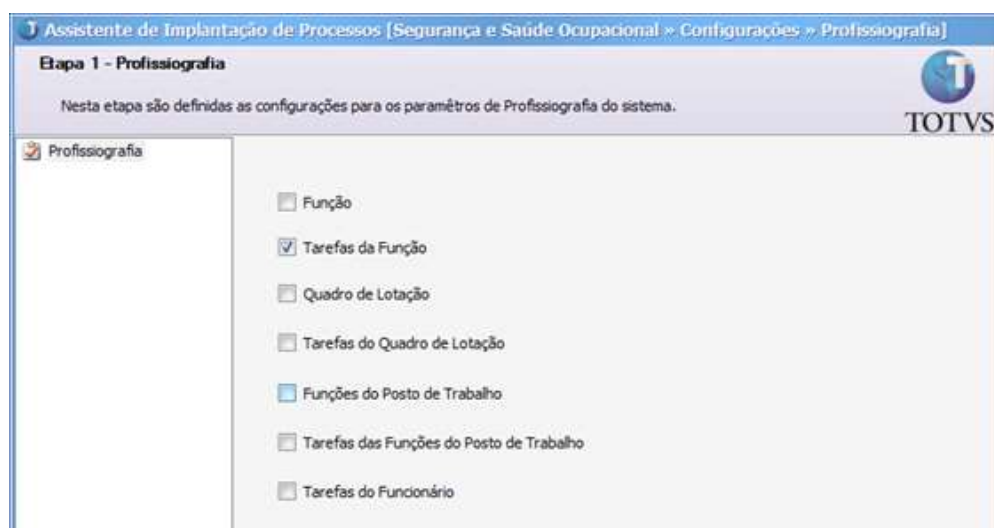 Assistente de Implantação de Processos [Segurança e Saúde Ocupacional » Configurações » Profissiografia]
Etapa 1 - Profissiografia
Nesta etapa são definidas as configurações para os paramêtros de Profissiografia do sistema.
TOTVS
Profissiografia
Função
Tarefas da Função
Quadro de Lotação
Tarefas do Quadro de Lotação
Funções do Posto de Trabalho
Tarefas das Funções do Posto de Trabalho
Tarefas do Funcionário